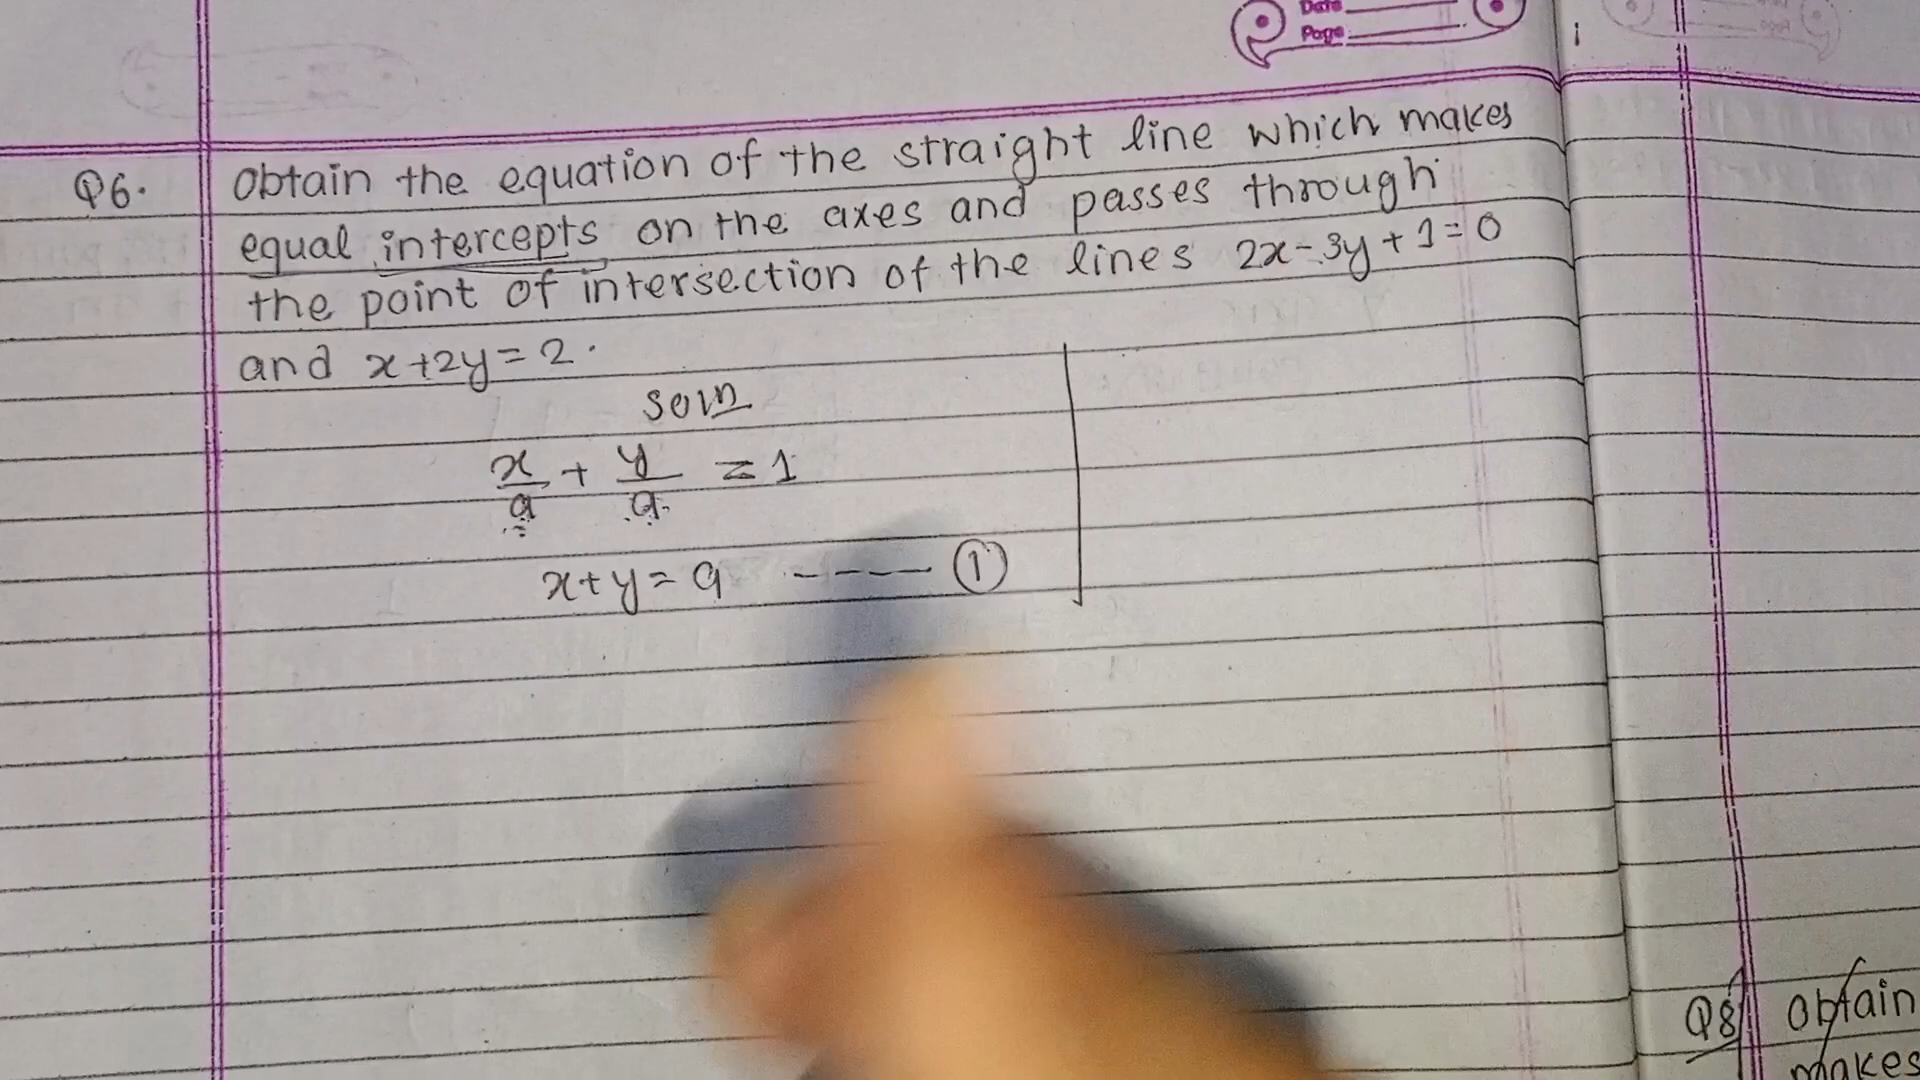 Date
Page
Q6. Obtain the equation of the straight line which makes
equal intercepts on the axes and passes through
the point of intersection of the lines 2x-3y+1=0
and x+2y=2.
soln
x/a + y/a = 1
x+y=a ----- ①
Q8 Obtain
makes